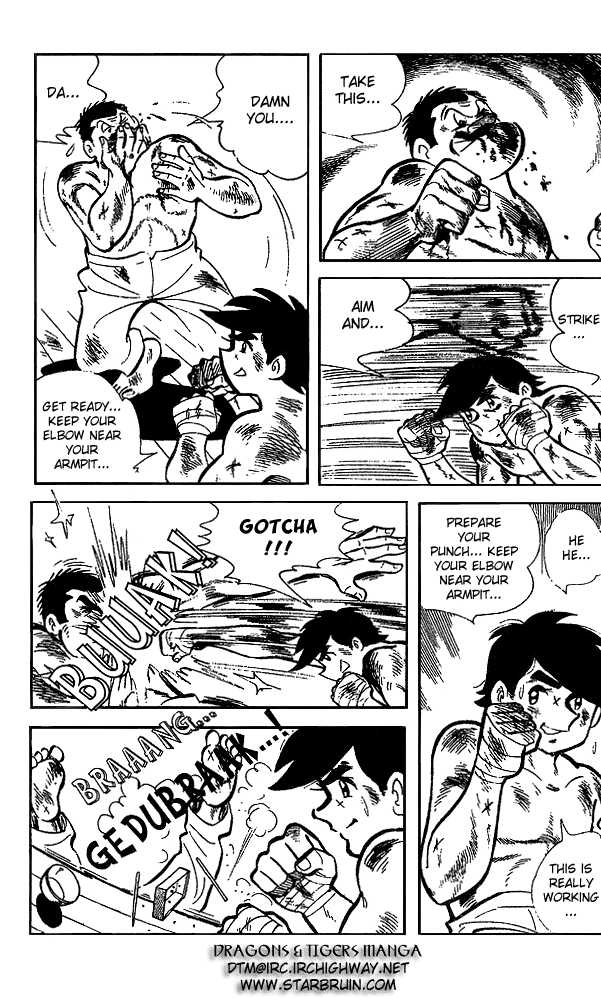 DA...
DAMN
YOU....
GET READY...
KEEP YOUR
ELBOW NEAR
YOUR
ARMPIT...
TAKE
THIS...
AIM
AND...
STRIKE
...
GOTCHA
!!!
BUUAK!
PREPARE
YOUR
PUNCH... KEEP
YOUR ELBOW
NEAR YOUR
ARMPIT...
HE
HE...
THIS IS
REALLY
WORKING
...
BRAAANG...
GEDUBRAAK....!
DRAGONS & TIGERS MANGA
DTM@IRC.IRCHIGHWAY.NET
WWW.STARBRUIN.COM